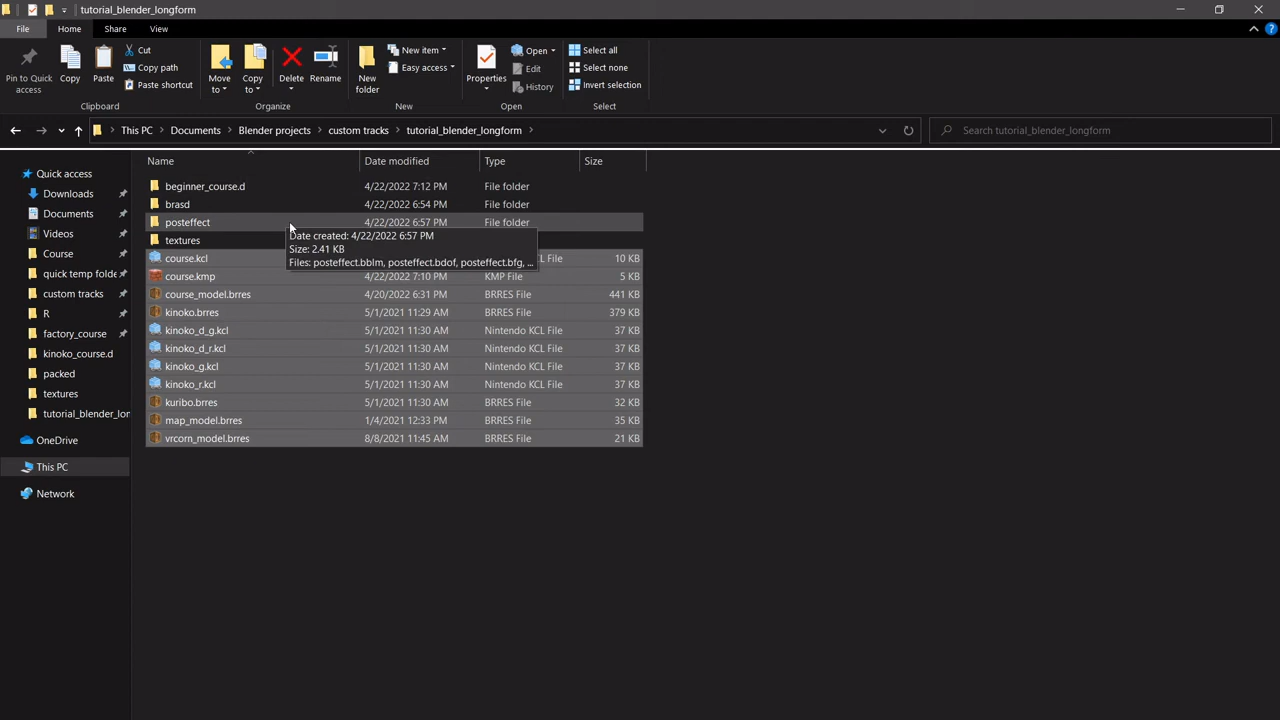 tutorial_blender_longform
File Home Share View
Pin to Quick access
Copy
Paste
Cut
Copy path
Paste shortcut
Clipboard
Move to
Copy to
Delete
Rename
Organize
New folder
New item
Easy access
New
Properties
Open
Edit
History
Open
Select all
Select none
Invert selection
Select
This PC > Documents > Blender projects > custom tracks > tutorial_blender_longform >
Search tutorial_blender_longform
Quick access
Downloads
Documents
Videos
Course
quick temp folde
custom tracks
R
factory_course
kinoko_course.d
packed
textures
tutorial_blender_lon
OneDrive
This PC
Network
Name Date modified Type Size
beginner_course.d 4/22/2022 7:12 PM File folder
brasd 4/22/2022 6:54 PM File folder
posteffect 4/22/2022 6:57 PM File folder
textures
course.kcl CL File 10 KB
course.kmp 4/22/2022 7:10 PM KMP File 5 KB
course_model.brres 4/20/2022 6:31 PM BRRES File 441 KB
kinoko.brres 5/1/2021 11:29 AM BRRES File 379 KB
kinoko_d_g.kcl 5/1/2021 11:30 AM Nintendo KCL File 37 KB
kinoko_d_r.kcl 5/1/2021 11:30 AM Nintendo KCL File 37 KB
kinoko_g.kcl 5/1/2021 11:30 AM Nintendo KCL File 37 KB
kinoko_r.kcl 5/1/2021 11:30 AM Nintendo KCL File 37 KB
kuribo.brres 5/1/2021 11:30 AM BRRES File 32 KB
map_model.brres 1/4/2021 12:33 PM BRRES File 35 KB
vrcorn_model.brres 8/8/2021 11:45 AM BRRES File 21 KB
Date created: 4/22/2022 6:57 PM
Size: 2.41 KB
Files: posteffect.bblm, posteffect.bdof, posteffect.bfg, ...